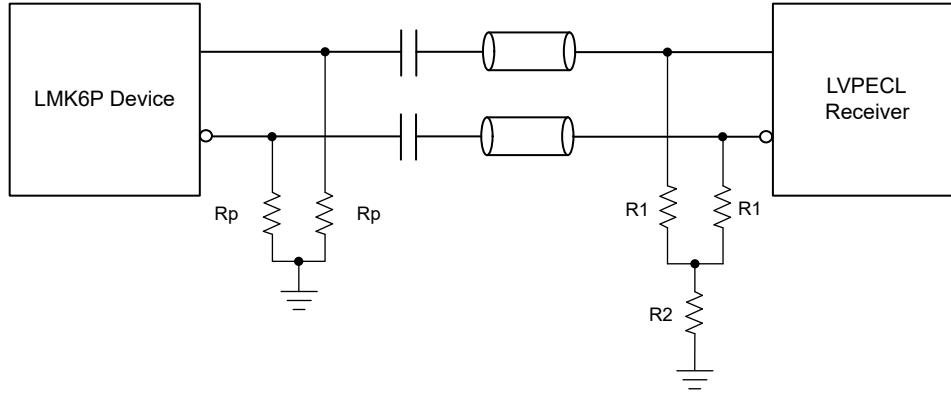 LMK6P Device
LVPECL
Receiver
Rp
Rp
R1
R1
R2